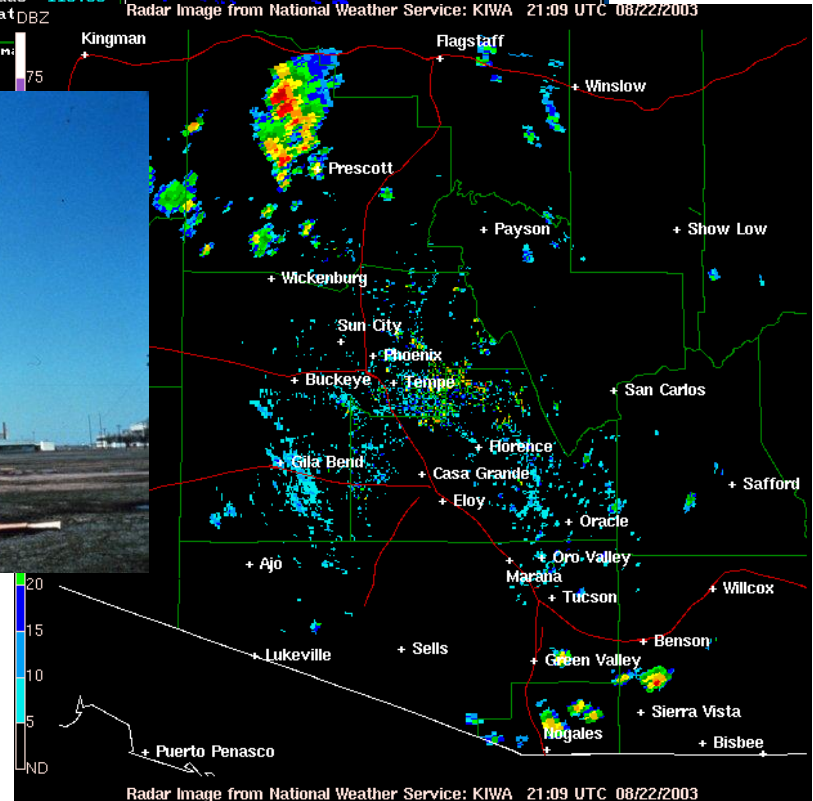 Radar Image from National Weather Service: KIWA 21:09 UTC 08/22/2003
DBZ
Kingman
Flagstaff
75
Winslow
Prescott
Payson
Show Low
Wickenburg
Sun City
Phoenix
Buckeye
Tempe
San Carlos
Florence
Gila Bend
Casa Grande
Safford
Eloy
Oracle
Ajo
Oro Valley
Marana
20
Willcox
Tucson
15
Benson
Sells
Lukeville
Green Valley
10
Sierra Vista
5
Nogales
Bisbee
Puerto Penasco
ND
Radar Image from National Weather Service: KIWA 21:09 UTC 08/22/2003